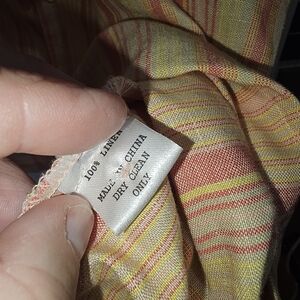 100% LINEN
MADE IN CHINA
DRY CLEAN
ONLY